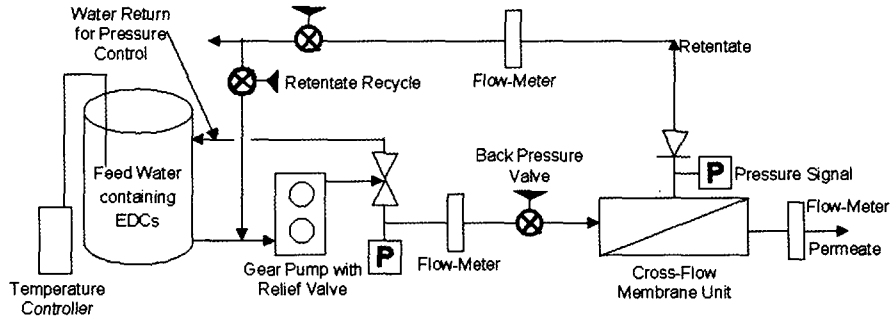 Water Return
for Pressure
Control
Retentate
Flow-Meter
Retentate Recycle
Feed Water
containing
EDCs
Back Pressure
Valve
P
Pressure Signal
Flow-Meter
Permeate
P
Gear Pump with
Relief Valve
Flow-Meter
Cross-Flow
Membrane Unit
Temperature
Controller